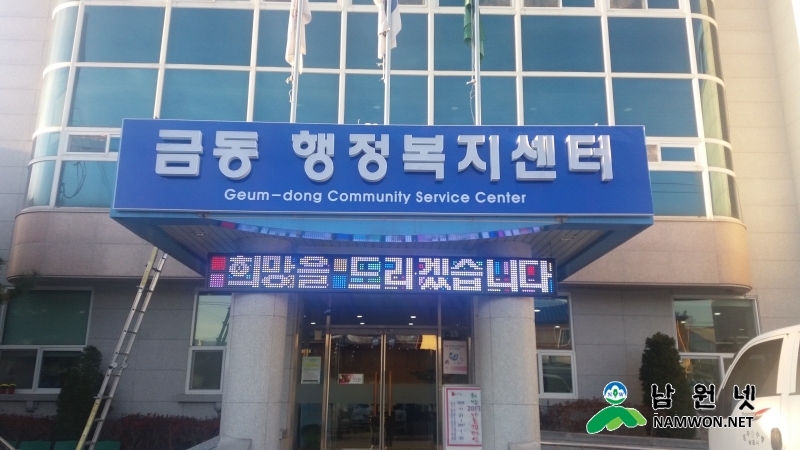 금동 행정복지센터
Geum-dong Community Service Center
희망을 드리겠습니다
남원넷
NAMWON.NET